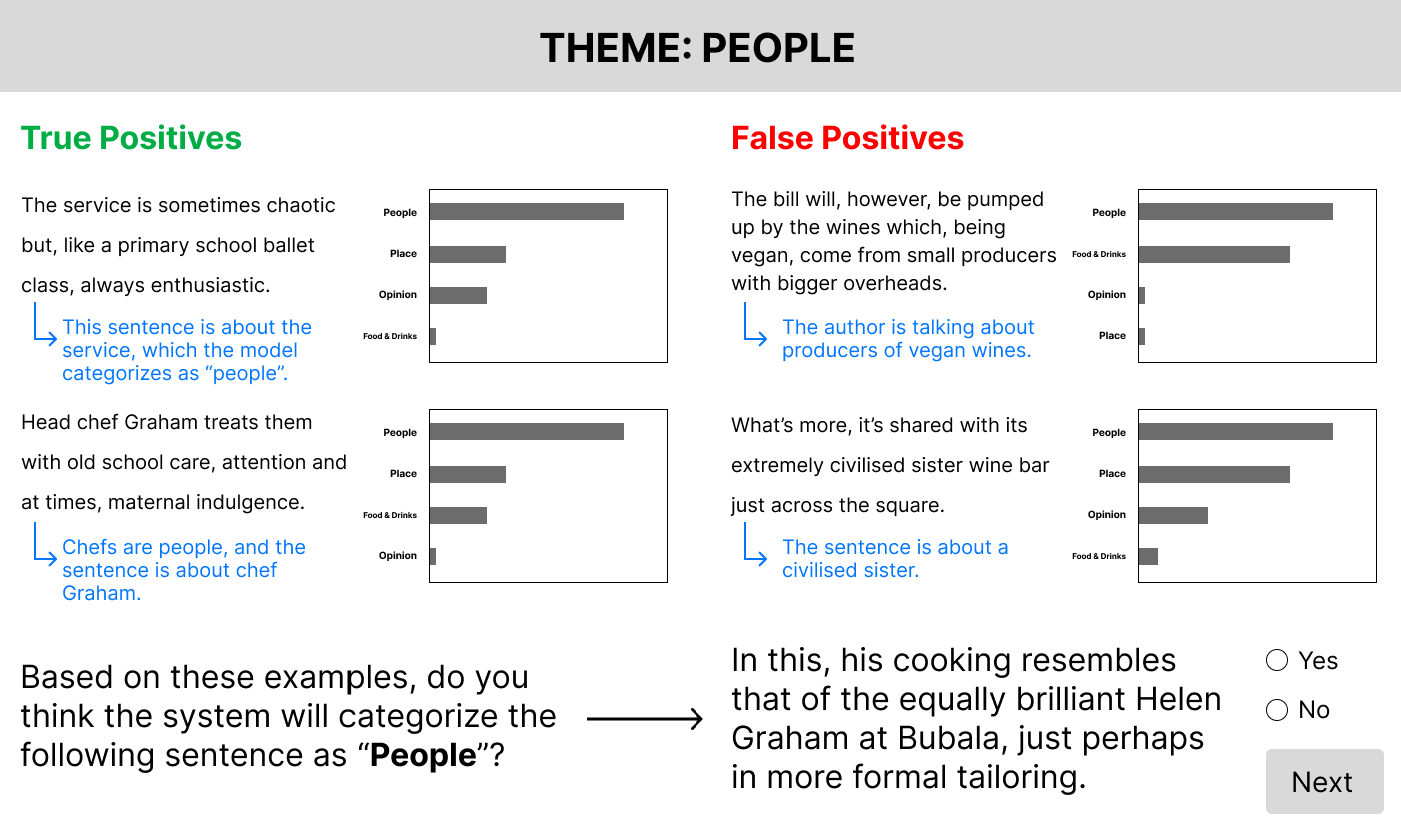 THEME: PEOPLE
True Positives
The service is sometimes chaotic
but, like a primary school ballet
class, always enthusiastic.
This sentence is about the
service, which the model
categorizes as “people”.
People
Place
Opinion
Food & Drinks
Head chef Graham treats them
with old school care, attention and
at times, maternal indulgence.
Chefs are people, and the
sentence is about chef
Graham.
People
Place
Food & Drinks
Opinion
False Positives
The bill will, however, be pumped
up by the wines which, being
vegan, come from small producers
with bigger overheads.
The author is talking about
producers of vegan wines.
People
Food & Drinks
Opinion
Place
What’s more, it’s shared with its
extremely civilised sister wine bar
just across the square.
The sentence is about a
civilised sister.
People
Place
Opinion
Food & Drinks
Based on these examples, do you
think the system will categorize the
following sentence as “People”?
In this, his cooking resembles
that of the equally brilliant Helen
Graham at Bubala, just perhaps
in more formal tailoring.
Yes
No
Next